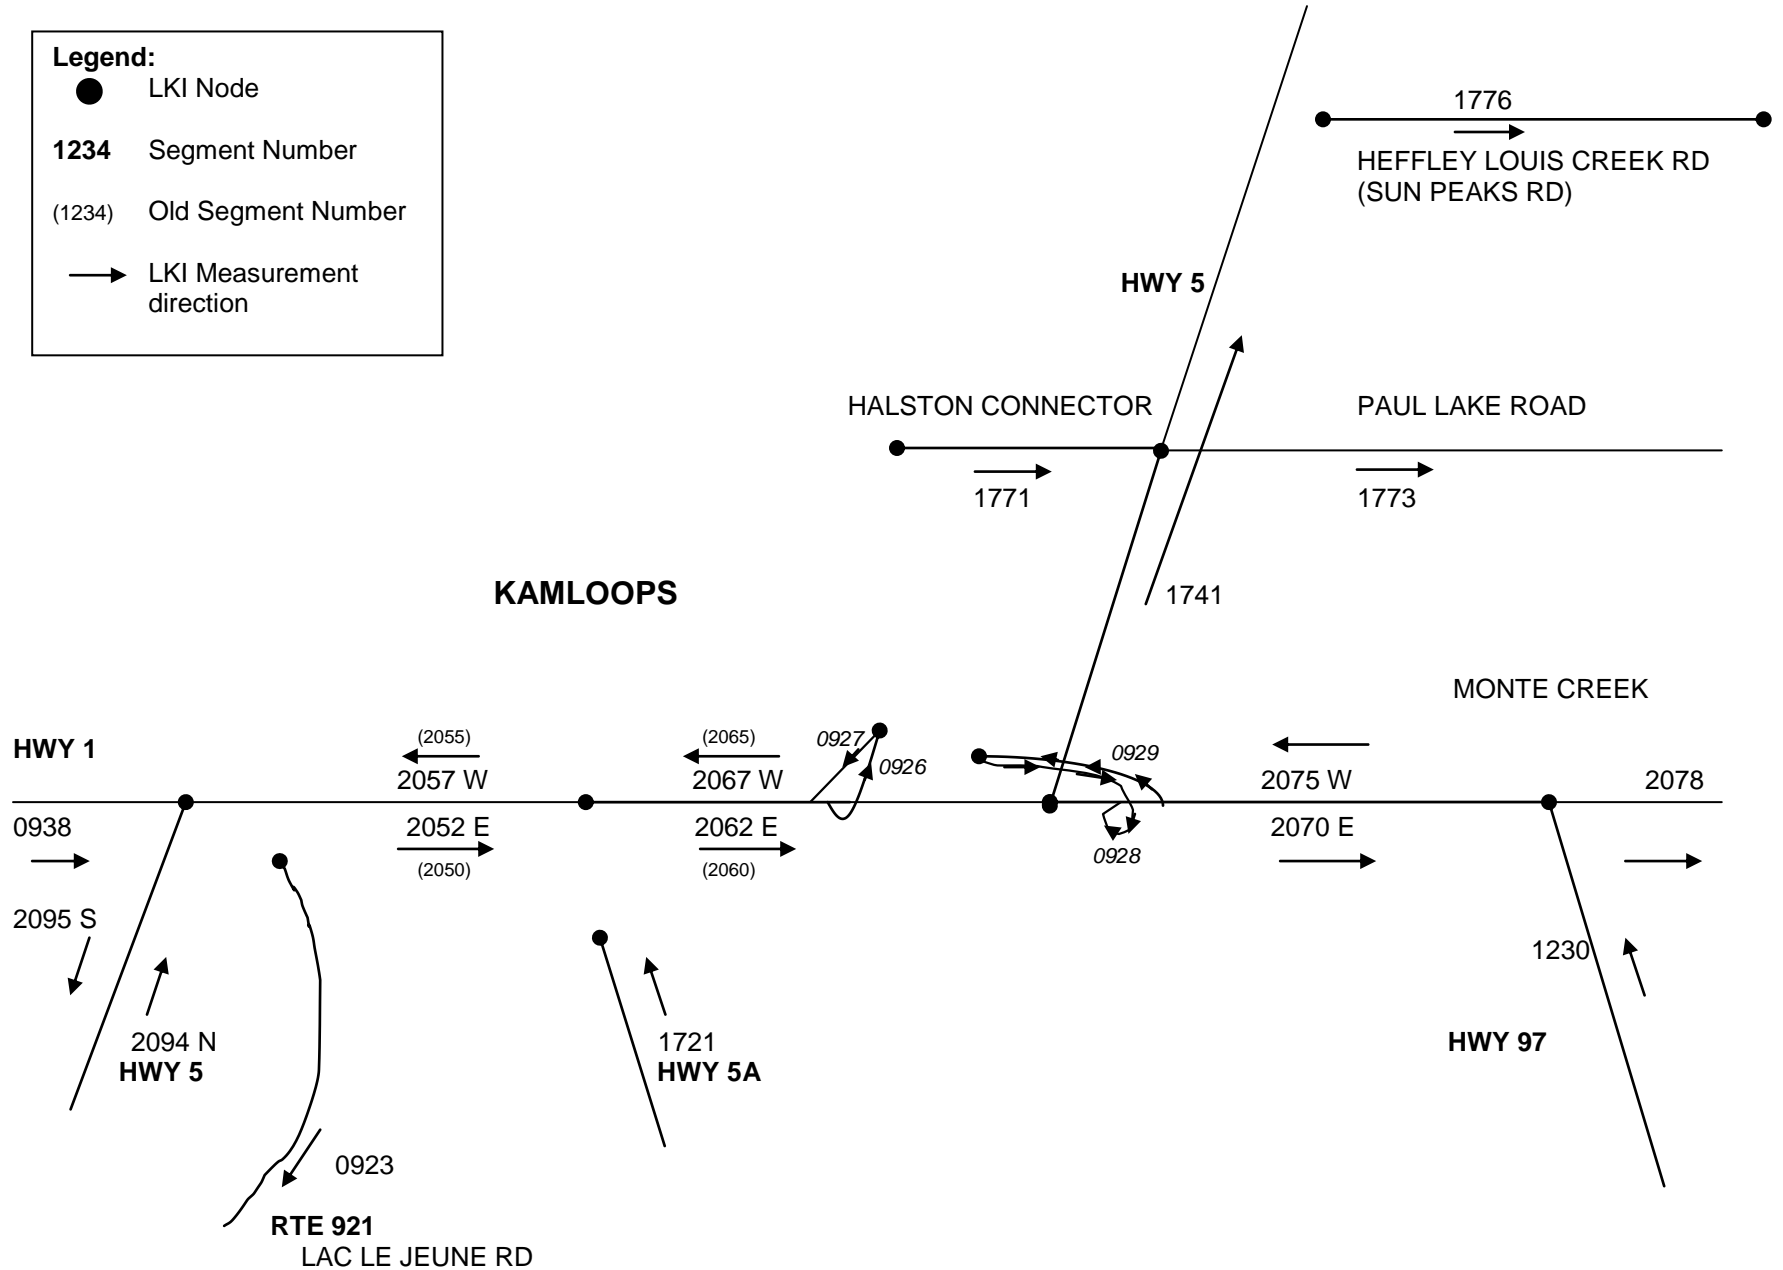 Legend:
LKI Node
1234 Segment Number
(1234) Old Segment Number
LKI Measurement
direction
1776
HEFFLEY LOUIS CREEK RD
(SUN PEAKS RD)
HWY 5
HALSTON CONNECTOR
PAUL LAKE ROAD
1771
1773
KAMLOOPS
1741
MONTE CREEK
HWY 1
(2055)
(2065)
0927
0929
0926
2057 W
2067 W
2075 W
2078
0938
2052 E
2062 E
2070 E
(2050)
(2060)
0928
2095 S
1230
2094 N
HWY 5
1721
HWY 5A
HWY 97
0923
RTE 921
LAC LE JEUNE RD